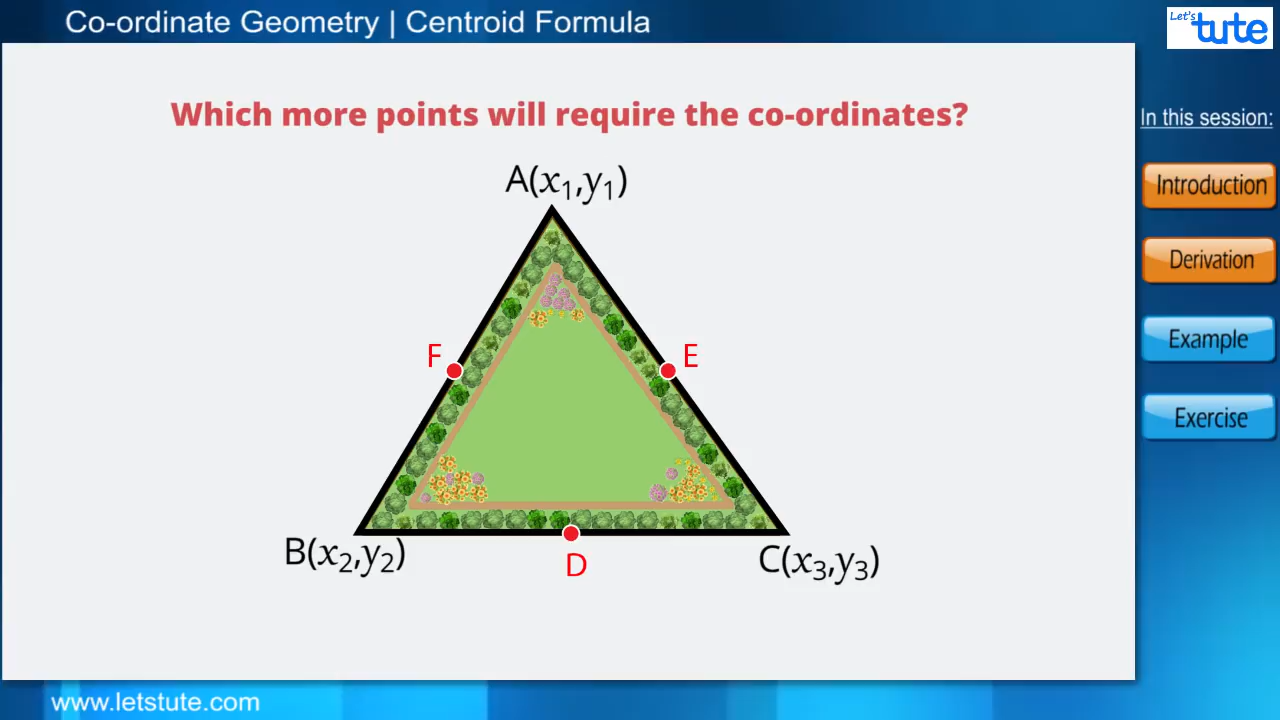 Co-ordinate Geometry | Centroid Formula
Let's
tute
Which more points will require the co-ordinates?
In this session:
A(x₁,y₁)
Introduction
Derivation
F
E
Example
Exercise
B(x₂,y₂)
D
C(x₃,y₃)
www.letstute.com